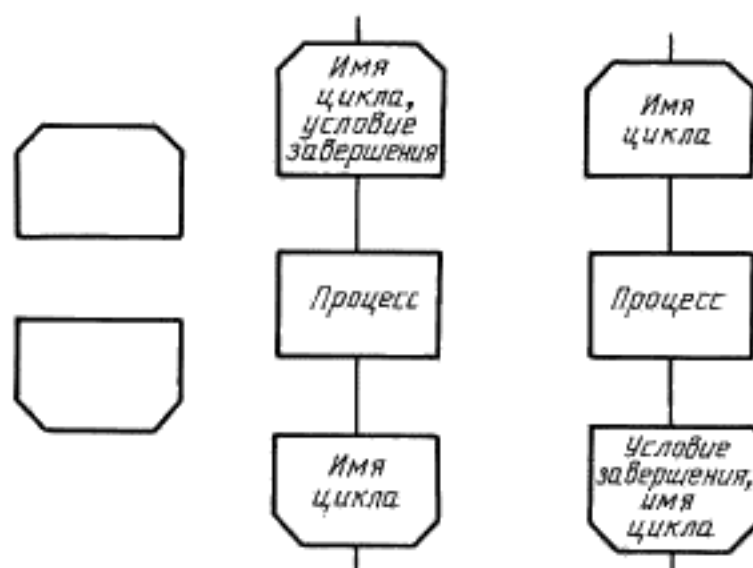 Имя
цикла,
условие
завершения
Процесс
Имя
цикла
Имя
цикла
Процесс
Условие
завершения,
имя
цикла